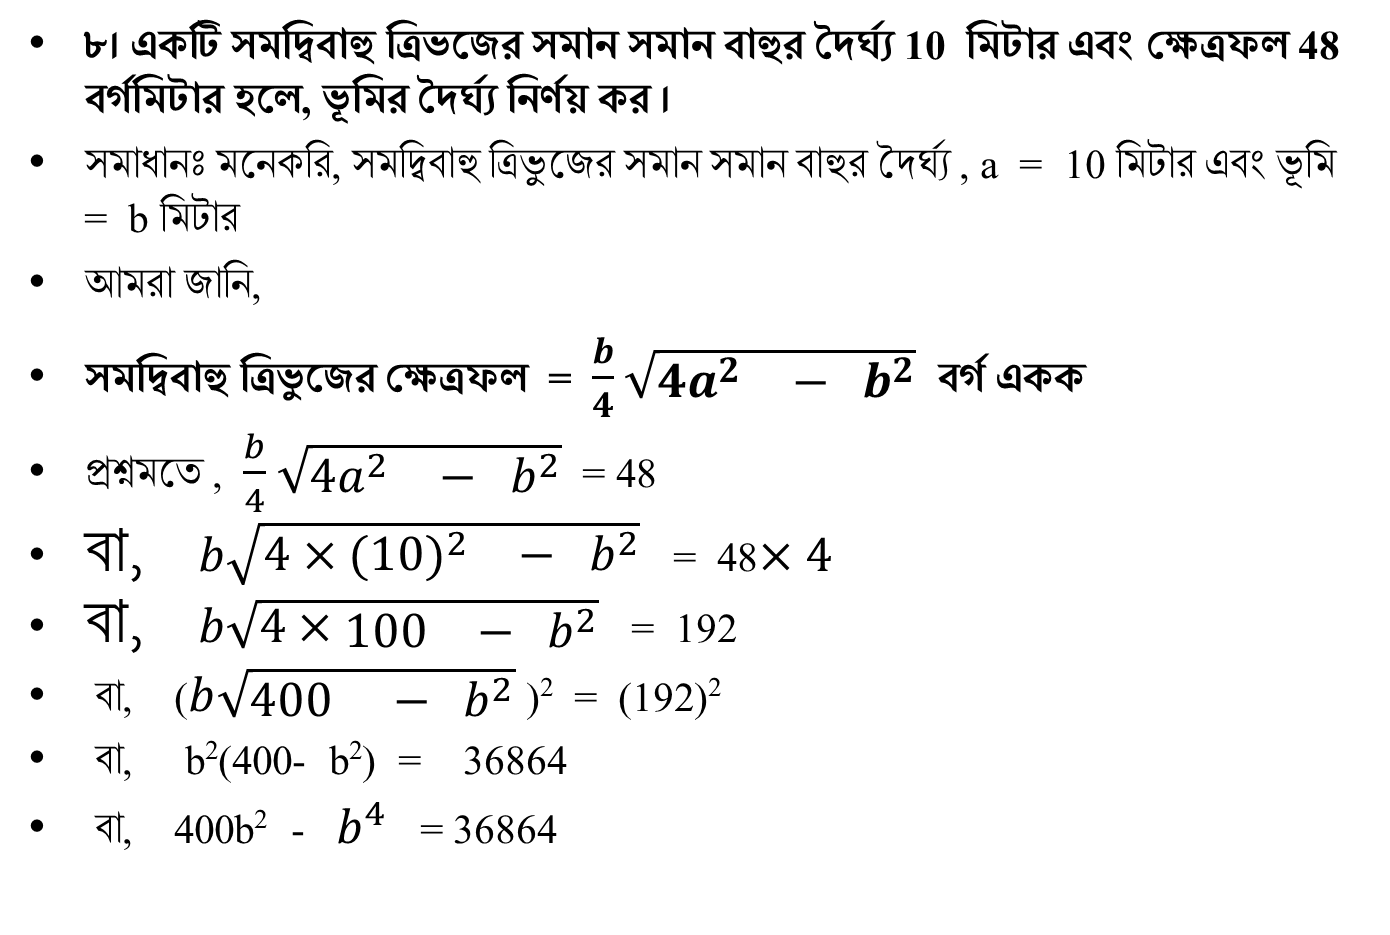 • ৮। একটি সমদ্বিবাহু ত্রিভজের সমান সমান বাহুর দৈর্ঘ্য 10 মিটার এবং ক্ষেত্রফল 48
বর্গমিটার হলে, ভূমির দৈর্ঘ্য নির্ণয় কর।
• সমাধানঃ মনেকরি, সমদ্বিবাহু ত্রিভুজের সমান সমান বাহুর দৈর্ঘ্য , a = 10 মিটার এবং ভূমি
= b মিটার
• আমরা জানি,
• সমদ্বিবাহু ত্রিভুজের ক্ষেত্রফল = b/4 √(4a² − b²) বর্গ একক
• প্রশ্নমতে , b/4 √(4a² − b²) = 48
• বা, b√(4 × (10)² − b²) = 48× 4
• বা, b√(4 × 100 − b²) = 192
• বা, (b√(400 − b²) )² = (192)²
• বা, b²(400- b²) = 36864
• বা, 400b² - b⁴ = 36864